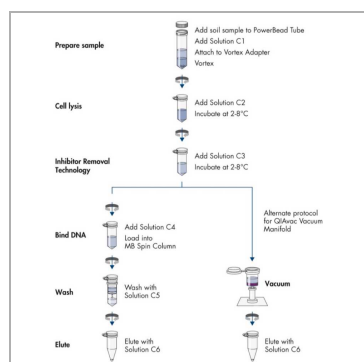 Prepare sample
Add soil sample to PowerBead Tube
Add Solution C1
Attach to Vortex Adapter
Vortex
Cell lysis
Add Solution C2
Incubate at 2-8°C
Inhibitor Removal
Technology
Add Solution C3
Incubate at 2-8°C
Bind DNA
Add Solution C4
Load into
MB Spin Column
Alternate protocol
for QIAvac Vacuum
Manifold
Wash
Wash with
Solution C5
Vacuum
Elute
Elute with
Solution C6
Elute with
Solution C6